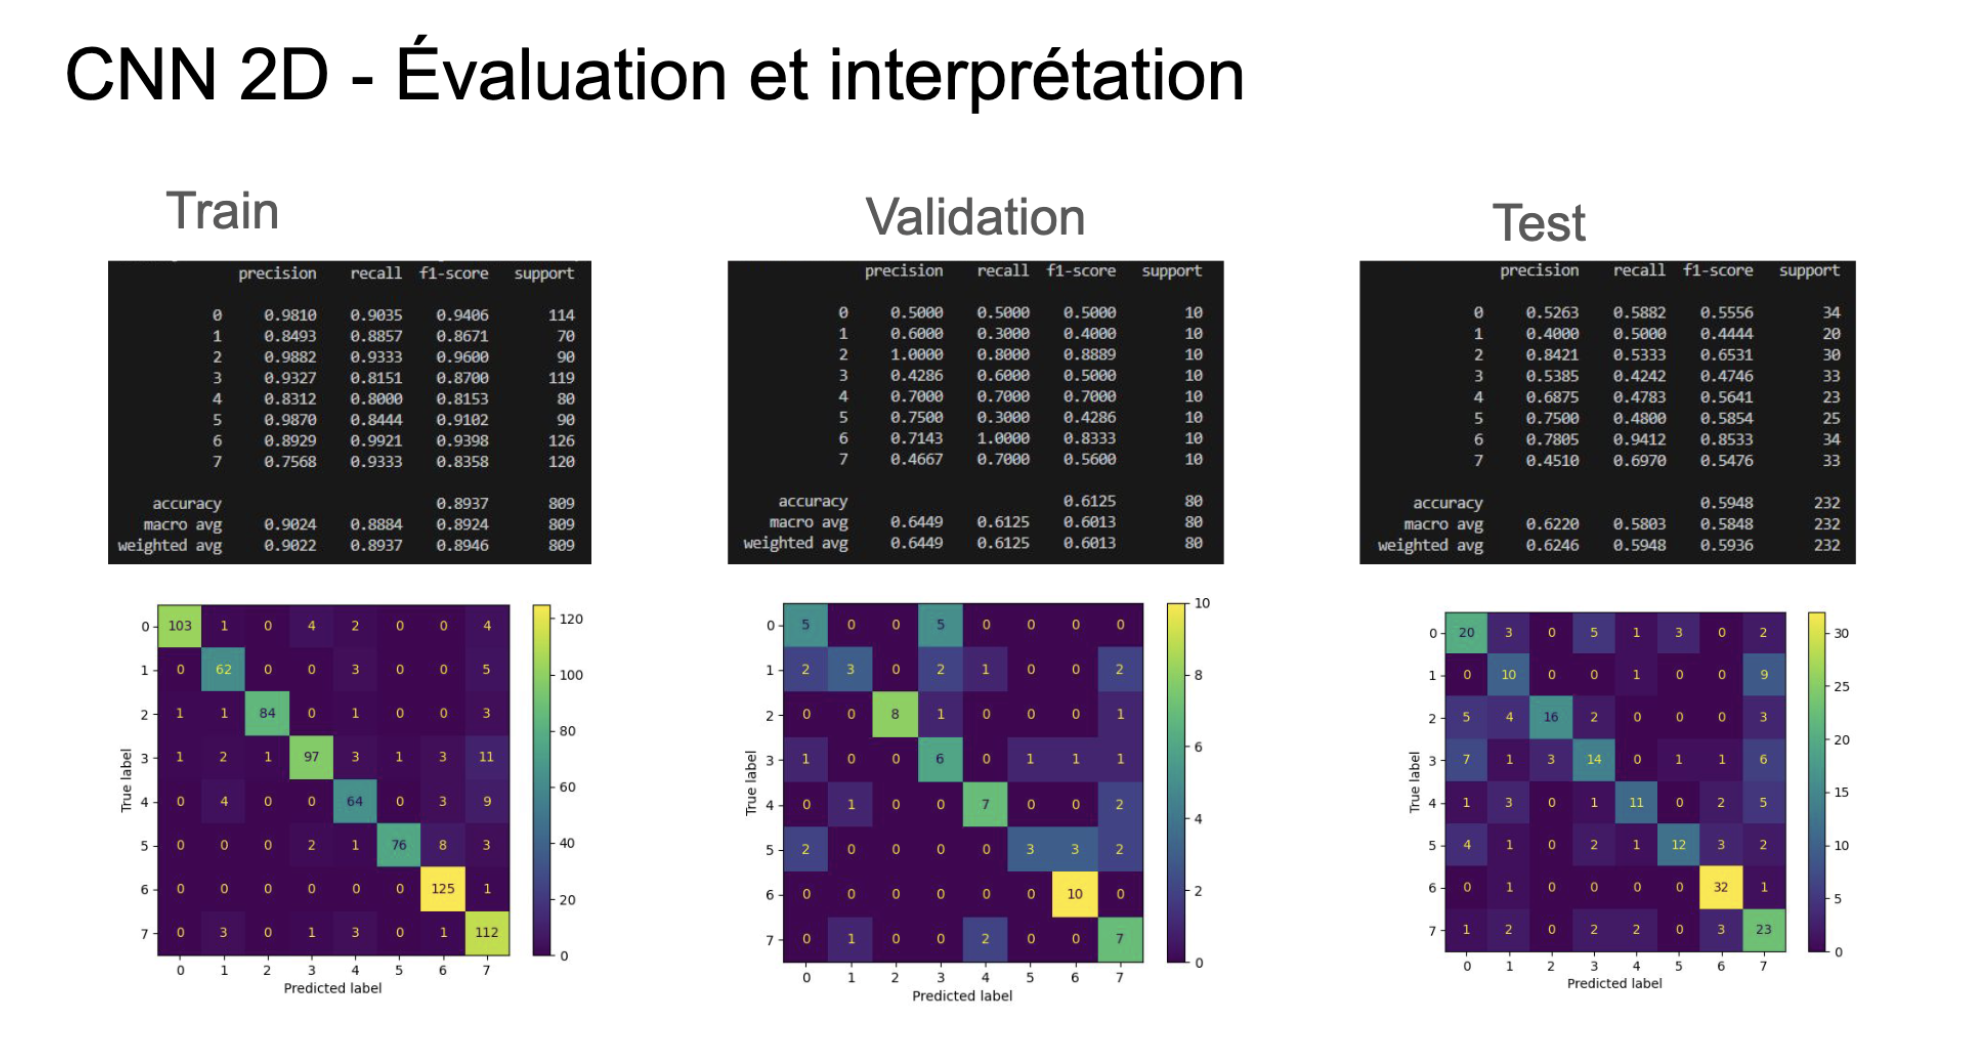 CNN 2D - Évaluation et interprétation
Train
precision recall f1-score support
0 0.9810 0.9035 0.9406 114
1 0.8493 0.8857 0.8671 70
2 0.9882 0.9333 0.9600 90
3 0.9327 0.8151 0.8700 119
4 0.8312 0.8000 0.8153 80
5 0.9870 0.8444 0.9102 90
6 0.8929 0.9921 0.9398 126
7 0.7568 0.9333 0.8358 120
accuracy 0.8937 809
macro avg 0.9024 0.8884 0.8924 809
weighted avg 0.9022 0.8937 0.8946 809
True label
0 103 1 0 4 2 0 0 4
1 0 62 0 0 3 0 0 5
2 1 1 84 0 1 0 0 3
3 1 2 1 97 3 1 3 11
4 0 4 0 0 64 0 3 9
5 0 0 0 2 1 76 8 3
6 0 0 0 0 0 0 125 1
7 0 3 0 1 3 0 1 112
0 1 2 3 4 5 6 7
Predicted label
120
100
80
60
40
20
0
Validation
precision recall f1-score support
0 0.5000 0.5000 0.5000 10
1 0.6000 0.3000 0.4000 10
2 1.0000 0.8000 0.8889 10
3 0.4286 0.6000 0.5000 10
4 0.7000 0.7000 0.7000 10
5 0.7500 0.3000 0.4286 10
6 0.7143 1.0000 0.8333 10
7 0.4667 0.7000 0.5600 10
accuracy 0.6125 80
macro avg 0.6449 0.6125 0.6013 80
weighted avg 0.6449 0.6125 0.6013 80
True label
0 5 0 0 5 0 0 0 0
1 2 3 0 2 1 0 0 2
2 0 0 8 1 0 0 0 1
3 1 0 0 6 0 1 1 1
4 0 1 0 0 7 0 0 2
5 2 0 0 0 0 3 3 2
6 0 0 0 0 0 0 10 0
7 0 1 0 0 2 0 0 7
0 1 2 3 4 5 6 7
Predicted label
10
8
6
4
2
0
Test
precision recall f1-score support
0 0.5263 0.5882 0.5556 34
1 0.4000 0.5000 0.4444 20
2 0.8421 0.5333 0.6531 30
3 0.5385 0.4242 0.4746 33
4 0.6875 0.4783 0.5641 23
5 0.7500 0.4800 0.5854 25
6 0.7805 0.9412 0.8533 34
7 0.4510 0.6970 0.5476 33
accuracy 0.5948 232
macro avg 0.6220 0.5803 0.5848 232
weighted avg 0.6246 0.5948 0.5936 232
True label
0 20 3 0 5 1 3 0 2
1 0 10 0 0 1 0 0 9
2 5 4 16 2 0 0 0 3
3 7 1 3 14 0 1 1 6
4 1 3 0 1 11 0 2 5
5 4 1 0 2 1 12 3 2
6 0 1 0 0 0 0 32 1
7 1 2 0 2 2 0 3 23
0 1 2 3 4 5 6 7
Predicted label
30
25
20
15
10
5
0